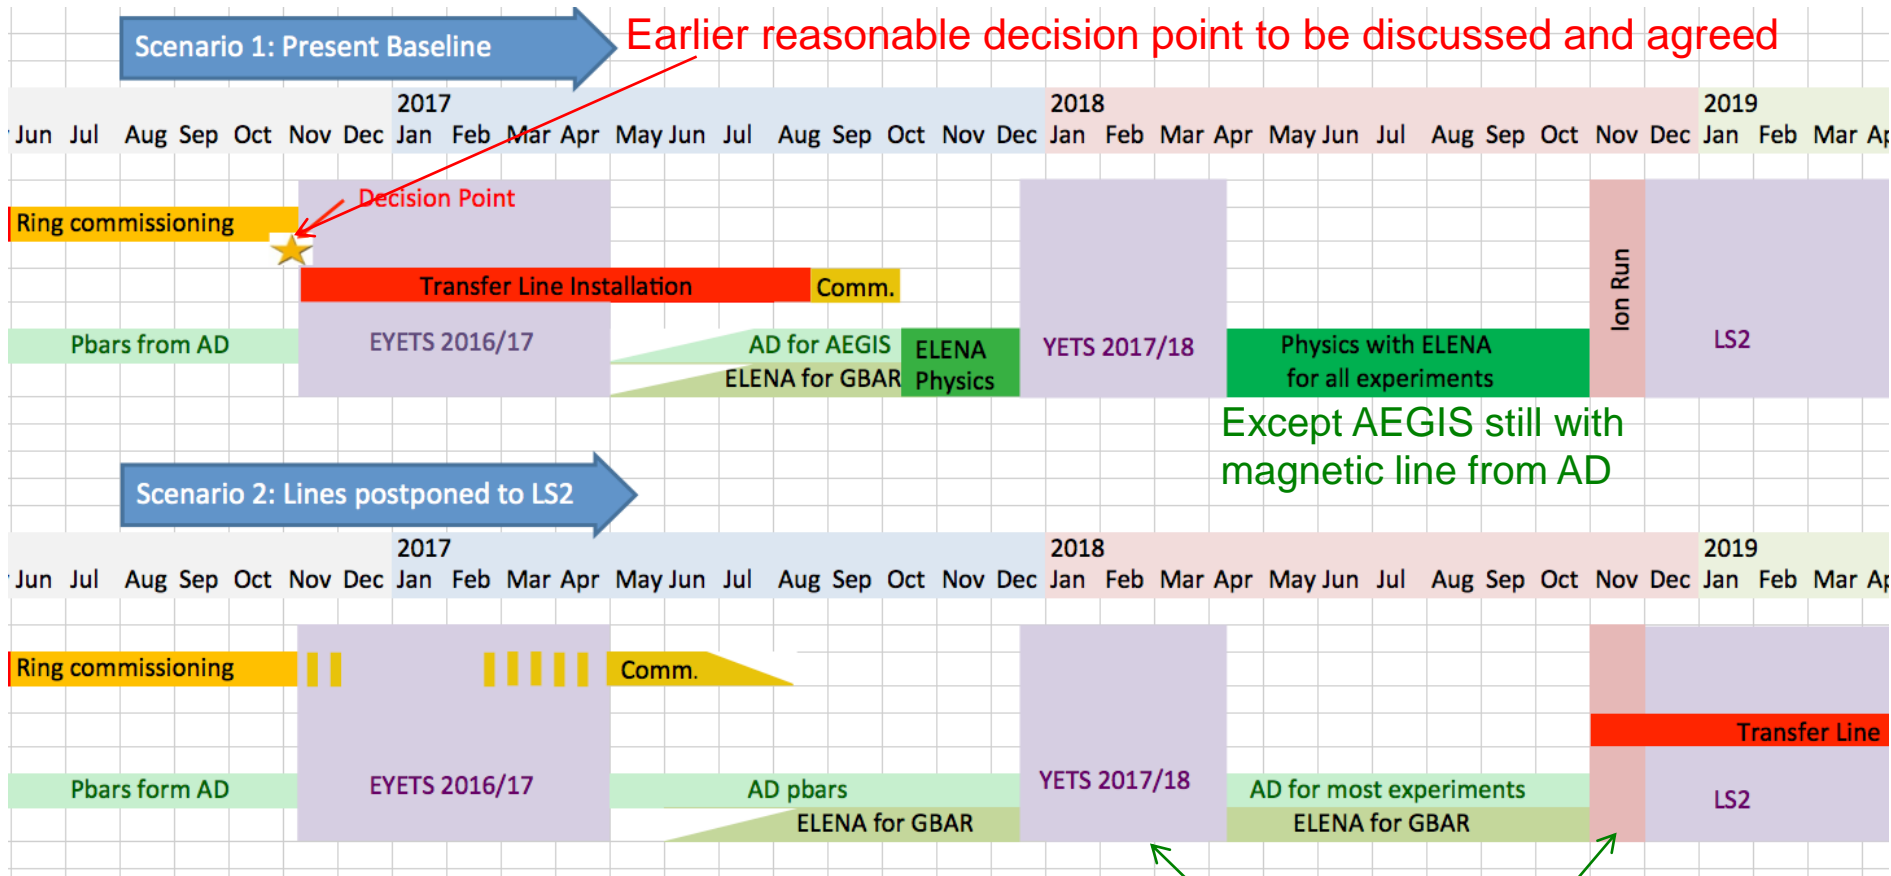 Scenario 1: Present Baseline
Earlier reasonable decision point to be discussed and agreed
2017 2018 2019
Jun Jul Aug Sep Oct Nov Dec Jan Feb Mar Apr May Jun Jul Aug Sep Oct Nov Dec Jan Feb Mar Apr May Jun Jul Aug Sep Oct Nov Dec Jan Feb Mar
Decision Point
Ring commissioning
Transfer Line Installation Comm.
Ion Run
Pbars from AD
EYETS 2016/17
AD for AEGIS
ELENA for GBAR
ELENA
Physics
YETS 2017/18
Physics with ELENA
for all experiments
LS2
Except AEGIS still with
magnetic line from AD
Scenario 2: Lines postponed to LS2
2017 2018 2019
Jun Jul Aug Sep Oct Nov Dec Jan Feb Mar Apr May Jun Jul Aug Sep Oct Nov Dec Jan Feb Mar Apr May Jun Jul Aug Sep Oct Nov Dec Jan Feb Mar
Ring commissioning Comm.
Transfer Line
Pbars form AD
EYETS 2016/17
AD pbars
ELENA for GBAR
YETS 2017/18
AD for most experiments
ELENA for GBAR
LS2